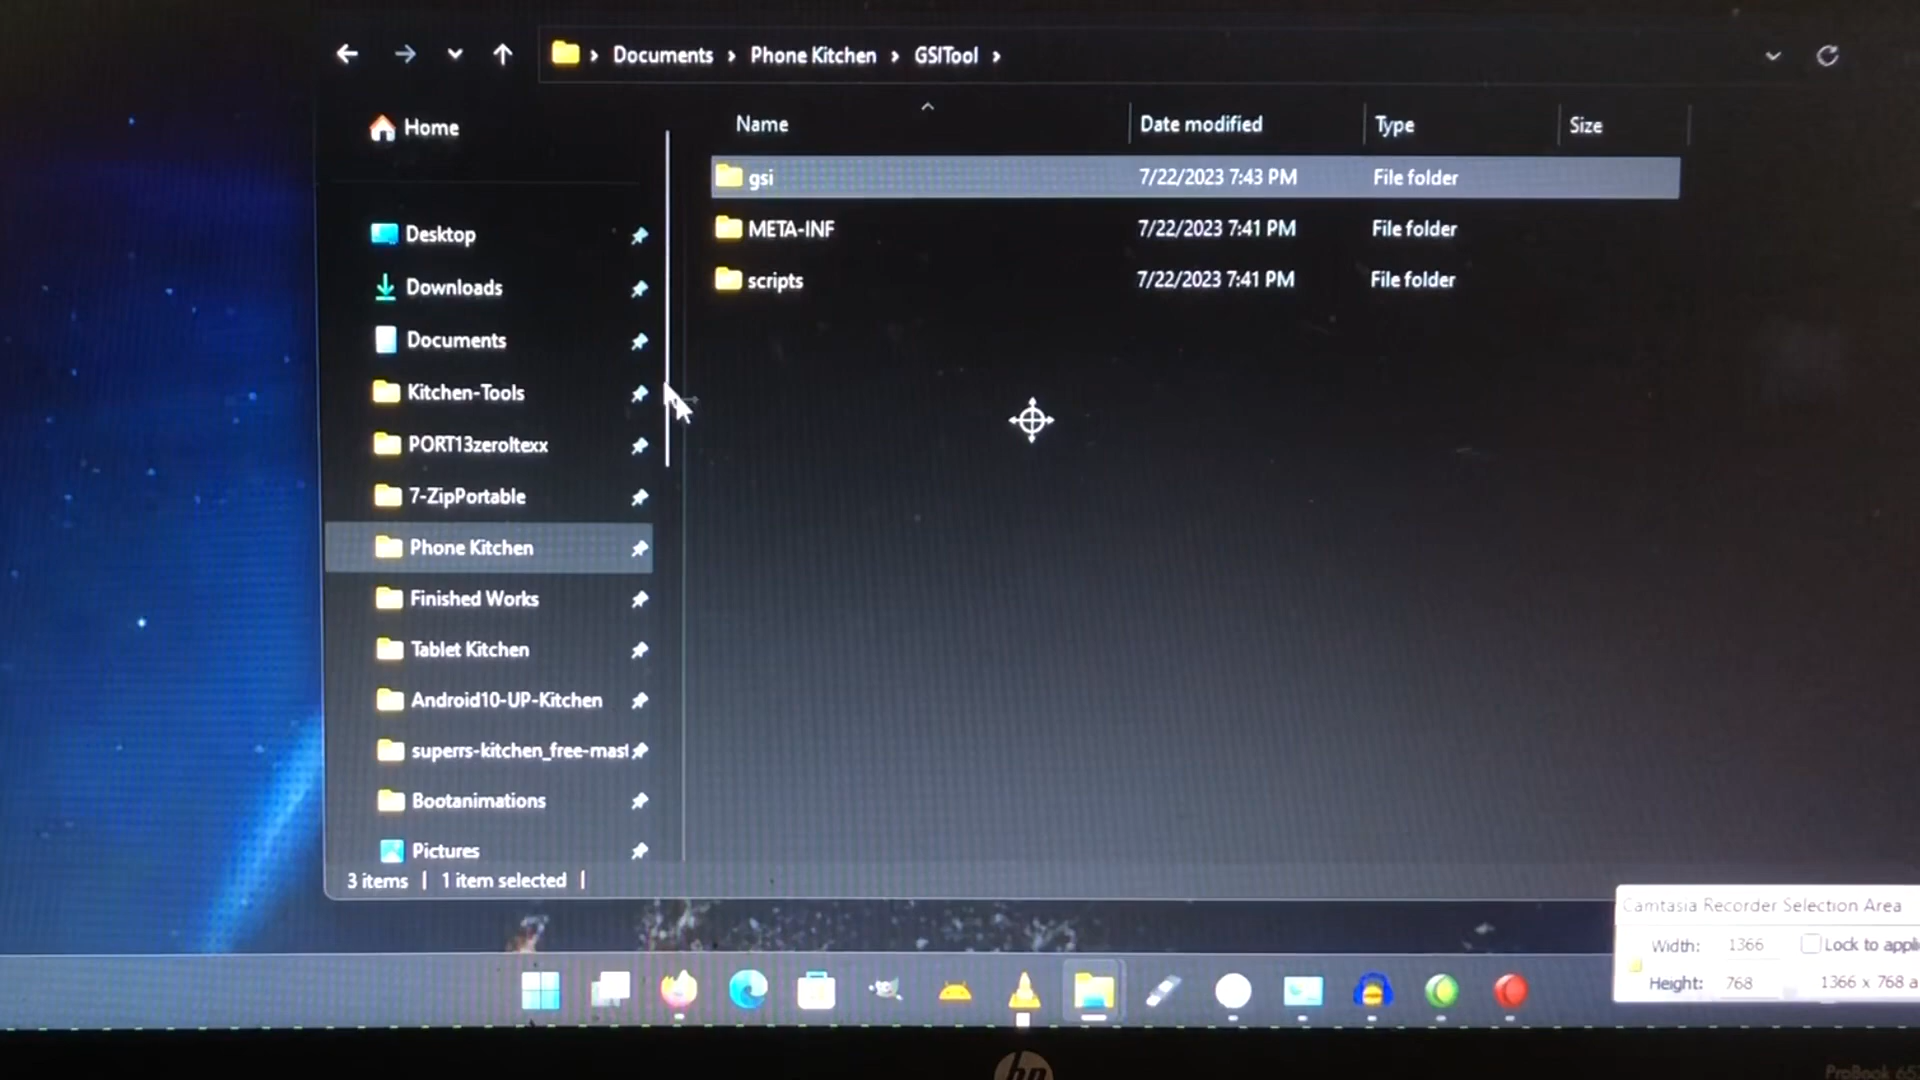 Documents > Phone Kitchen > GSITool >
Home
Name
Date modified
Type
Size
gsi
7/22/2023 7:43 PM
File folder
META-INF
7/22/2023 7:41 PM
File folder
scripts
7/22/2023 7:41 PM
File folder
Desktop
Downloads
Documents
Kitchen-Tools
PORT13zeroltexx
7-ZipPortable
Phone Kitchen
Finished Works
Tablet Kitchen
Android10-UP-Kitchen
superrs-kitchen_free-mast
Bootanimations
Pictures
3 items | 1 item selected |
Camtasia Recorder Selection Area
Width: 1366
Lock to appli
Height: 768
1366 x 768 a
hp
ProBook 65